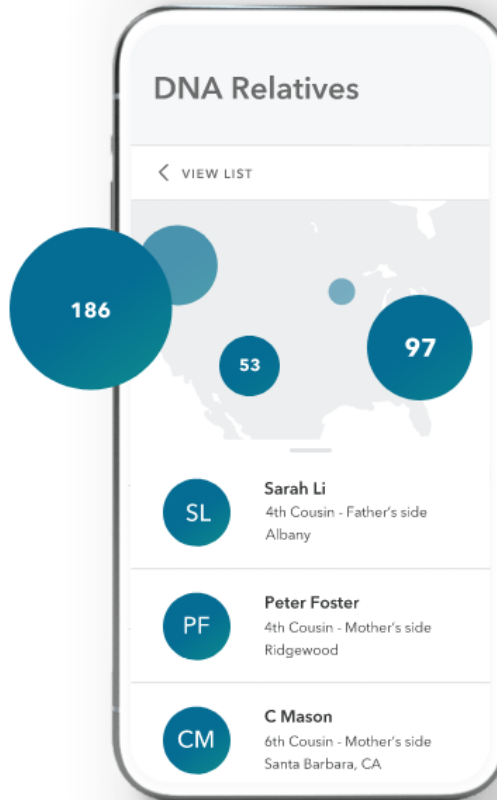 DNA Relatives
VIEW LIST
186
53
97
SL
Sarah Li
4th Cousin - Father's side
Albany
PF
Peter Foster
4th Cousin - Mother's side
Ridgewood
CM
C Mason
6th Cousin - Mother's side
Santa Barbara, CA